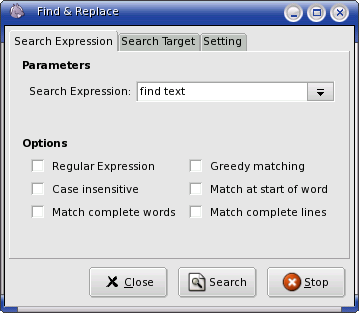 Find & Replace
Search Expression Search Target Setting
Parameters
Search Expression: find text
Options
Regular Expression Greedy matching
Case insensitive Match at start of word
Match complete words Match complete lines
Close Search Stop